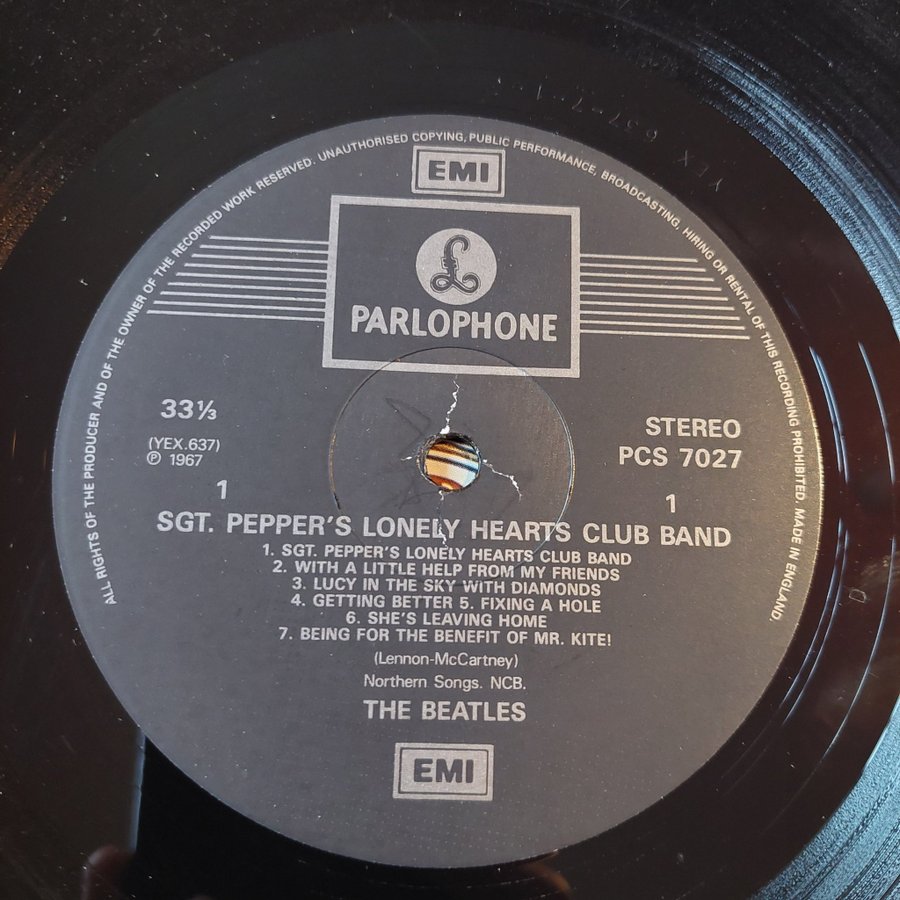 ALL RIGHTS OF THE PRODUCER AND OF THE OWNER OF THE RECORDED WORK RESERVED. UNAUTHORISED COPYING, PUBLIC PERFORMANCE, BROADCASTING, HIRING OR RENTAL OF THIS RECORDING PROHIBITED. MADE IN ENGLAND.
EMI
£
PARLOPHONE
33⅓
STEREO
(YEX.637)
PCS 7027
Ⓟ 1967
1
1
SGT. PEPPER'S LONELY HEARTS CLUB BAND
1. SGT. PEPPER'S LONELY HEARTS CLUB BAND
2. WITH A LITTLE HELP FROM MY FRIENDS
3. LUCY IN THE SKY WITH DIAMONDS
4. GETTING BETTER 5. FIXING A HOLE
6. SHE'S LEAVING HOME
7. BEING FOR THE BENEFIT OF MR. KITE!
(Lennon-McCartney)
Northern Songs. NCB.
THE BEATLES
EMI